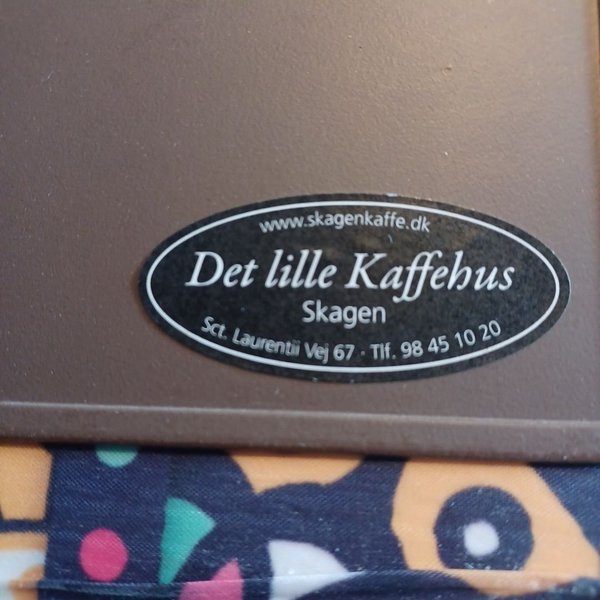 www.skagenkaffe.dk
Det lille Kaffehus
Skagen
Sct. Laurentii Vej 67 · Tlf. 98 45 10 20